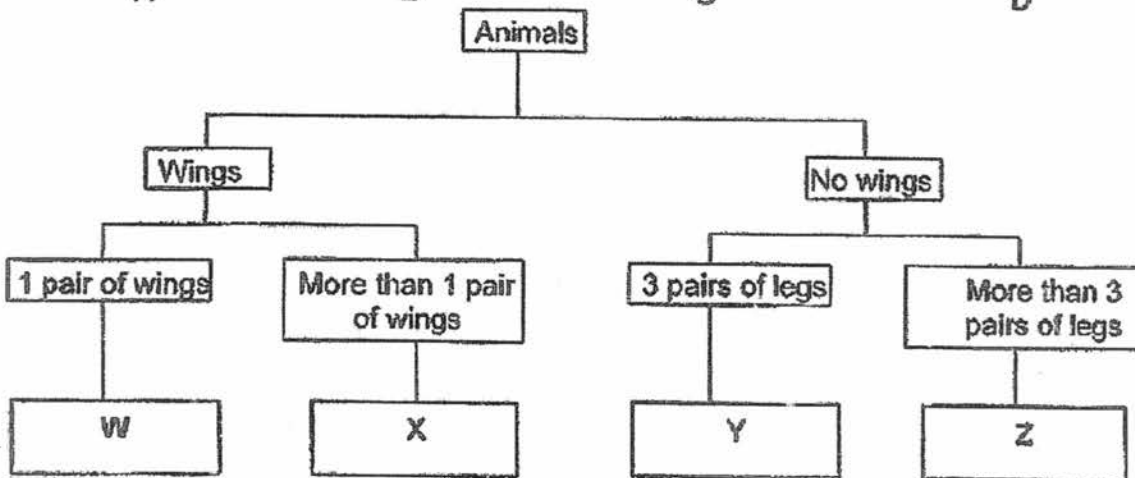 D
Animals
Wings
No wings
1 pair of wings
More than 1 pair
of wings
3 pairs of legs
More than 3
pairs of legs
W
X
Y
Z